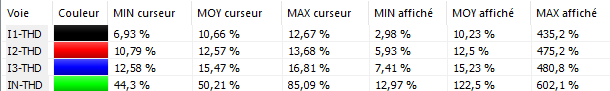 Voie Couleur MIN curseur MOY curseur MAX curseur MIN affiché MOY affiché MAX affiché
I1-THD 6,93 % 10,66 % 12,67 % 2,98 % 10,23 % 435,2 %
I2-THD 10,79 % 12,57 % 13,68 % 5,93 % 12,5 % 475,2 %
I3-THD 12,58 % 15,47 % 16,81 % 7,41 % 15,23 % 480,8 %
IN-THD 44,3 % 50,21 % 85,09 % 12,97 % 122,5 % 602,1 %